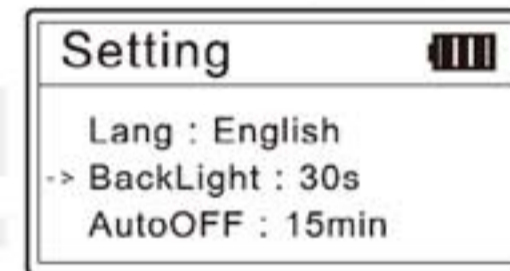 Setting
Lang : English
-> BackLight : 30s
AutoOFF : 15min